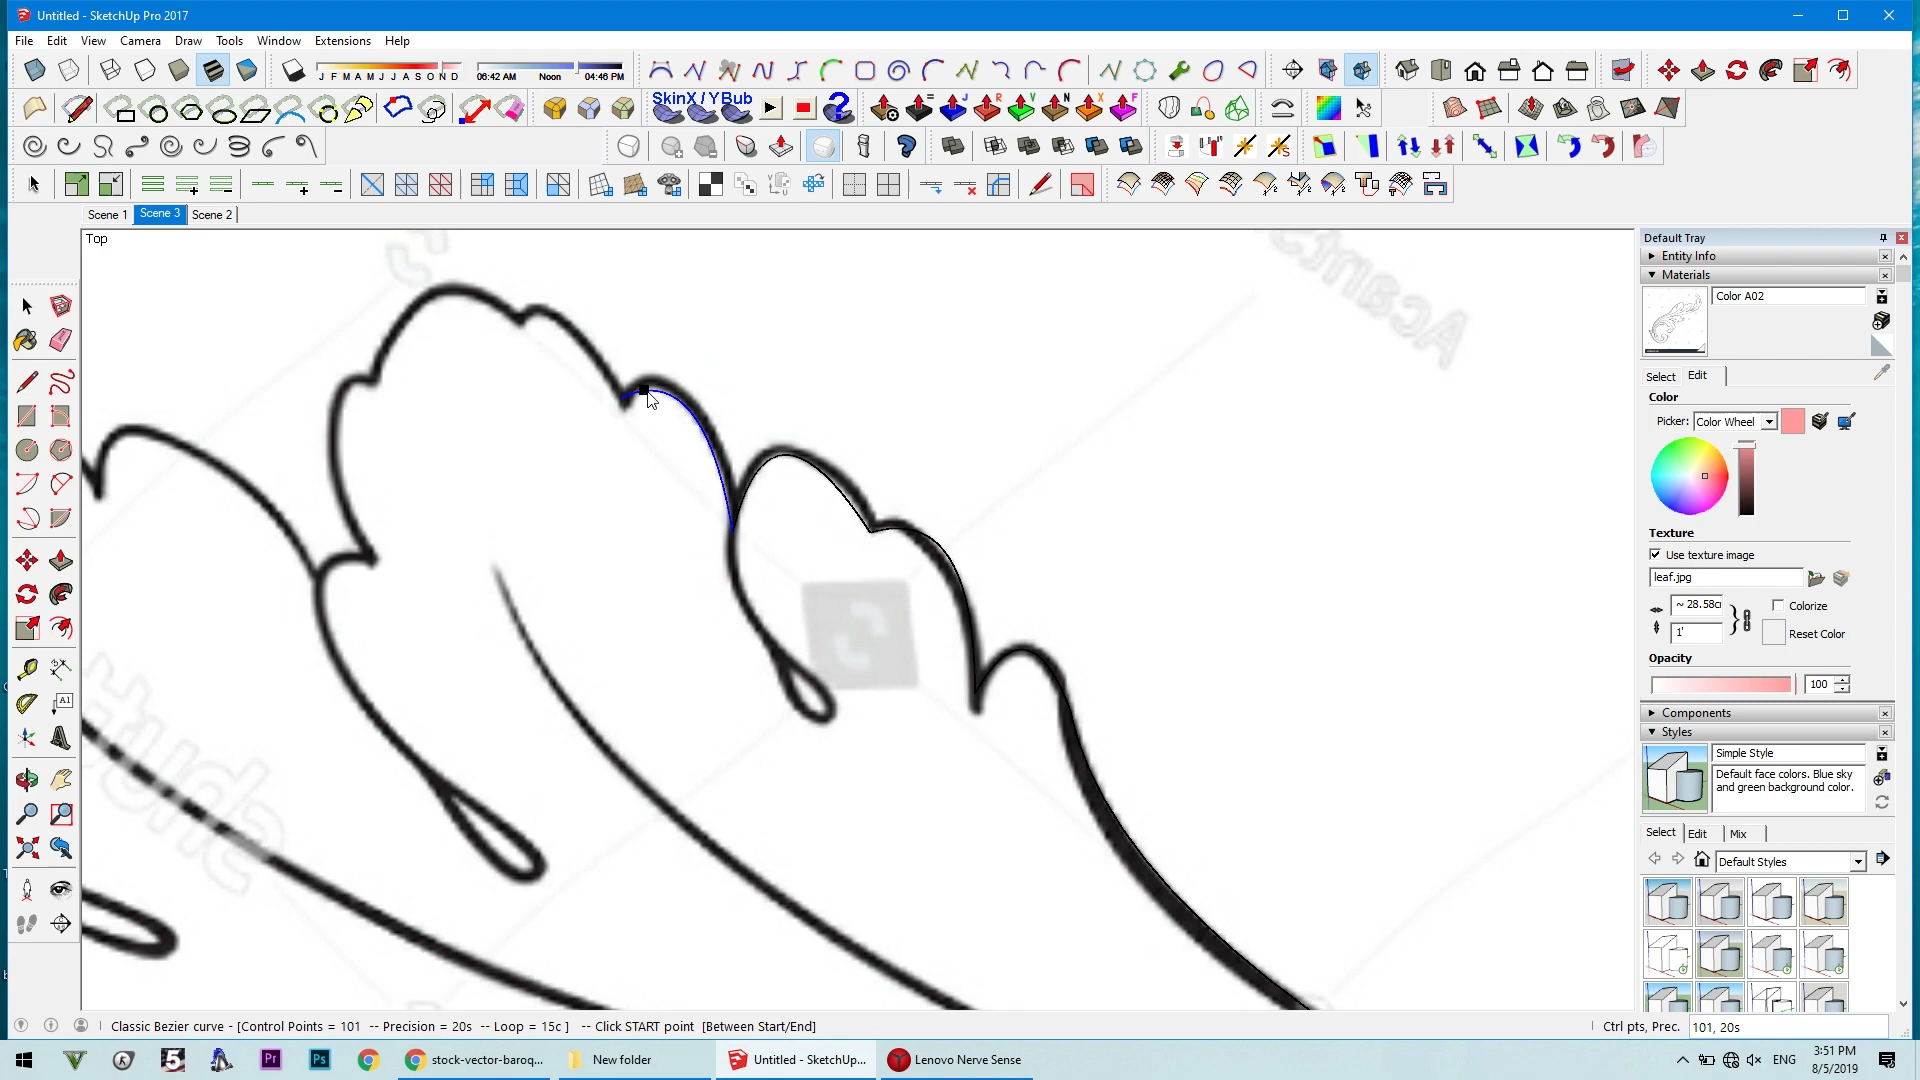 Untitled - SketchUp Pro 2017
File Edit View Camera Draw Tools Window Extensions Help
J F M A M J J A S O N D
06:42 AM Noon 04:46 PM
SkinX / YBub
Scene 1 Scene 3 Scene 2
Top
Default Tray
Entity Info
Materials
Color A02
Select Edit
Color
Picker: Color Wheel
Texture
Use texture image
leaf.jpg
~ 28.58c
Colorize
1'
Reset Color
Opacity
100
Components
Styles
Simple Style
Default face colors. Blue sky
and green background color.
Select Edit Mix
Default Styles
Classic Bezier curve - [Control Points = 101 -- Precision = 20s -- Loop = 15c ] -- Click START point [Between Start/End]
Ctrl pts, Prec. 101, 20s
stock-vector-baroq...
New folder
Untitled - SketchUp...
Lenovo Nerve Sense
ENG
3:51 PM
8/5/2019